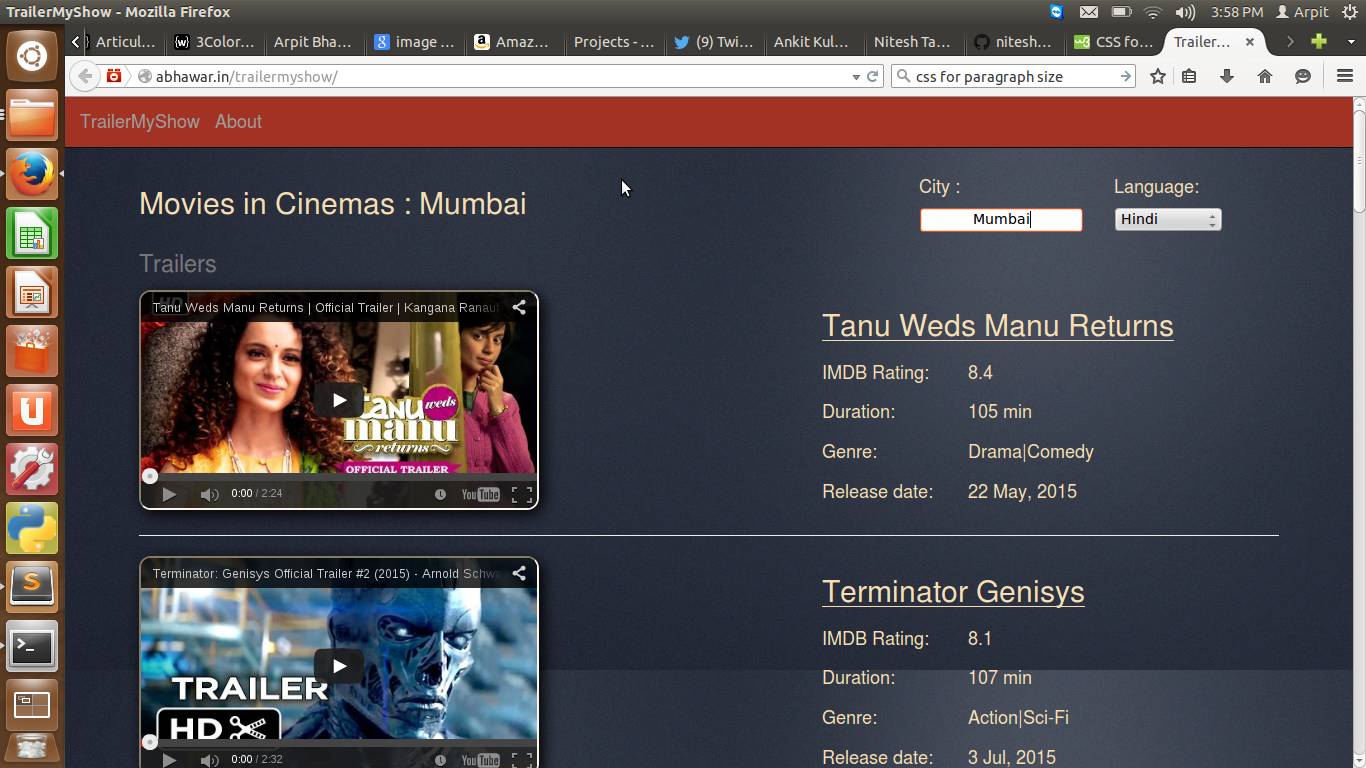 TrailerMyShow - Mozilla Firefox
3:58 PM Arpit
Articul... 3Color... Arpit Bha... image ... Amaz... Projects - ... (9) Twi... Ankit Kul... Nitesh Ta... nitesh... CSS fo... Trailer...
abhawar.in/trailermyshow/ css for paragraph size
TrailerMyShow About
City : Language:
Movies in Cinemas : Mumbai
Mumbai Hindi
Trailers
Tanu Weds Manu Returns | Official Trailer | Kangana Ranaut
tanu weds
manu
returns
OFFICIAL TRAILER
0:00 / 2:24 YouTube
Tanu Weds Manu Returns
IMDB Rating: 8.4
Duration: 105 min
Genre: Drama|Comedy
Release date: 22 May, 2015
Terminator: Genisys Official Trailer #2 (2015) - Arnold Schwa
TRAILER
HD
0:00 / 2:32 YouTube
Terminator Genisys
IMDB Rating: 8.1
Duration: 107 min
Genre: Action|Sci-Fi
Release date: 3 Jul, 2015